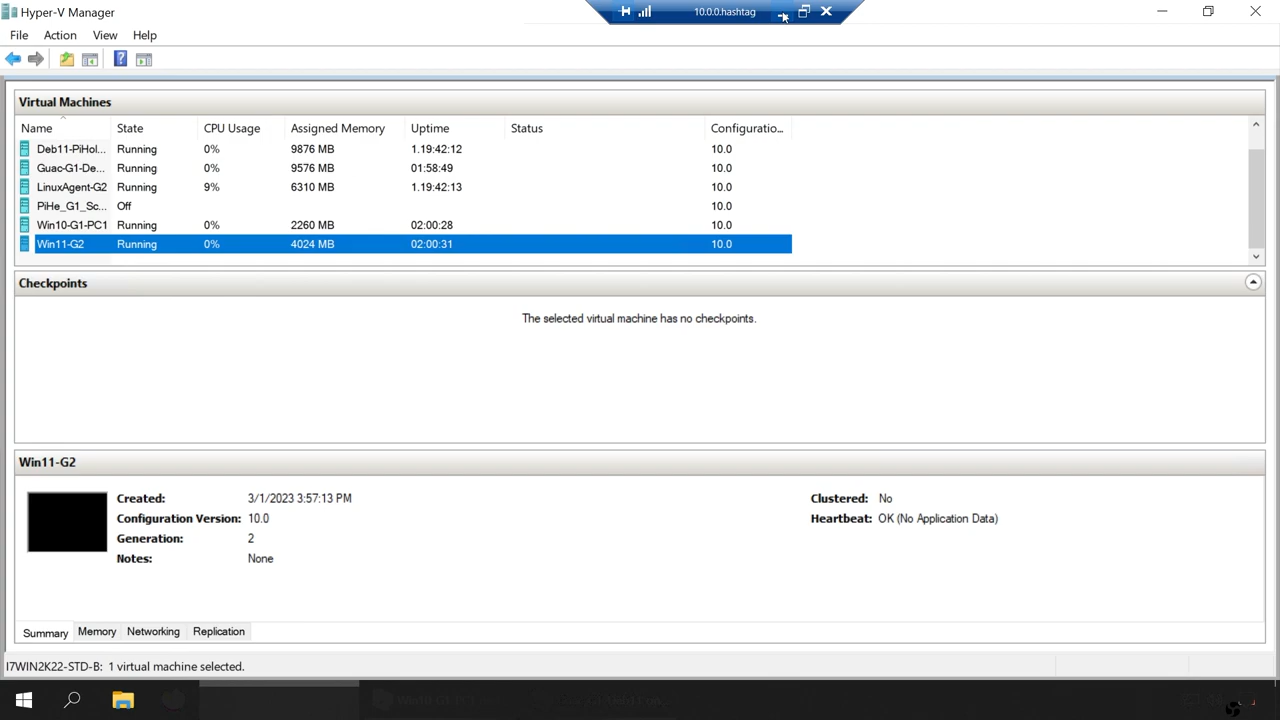 Hyper-V Manager
10.0.0.hashtag
File Action View Help
Virtual Machines
Name State CPU Usage Assigned Memory Uptime Status Configuratio...
Deb11-PiHol... Running 0% 9876 MB 1.19:42:12 10.0
Guac-G1-De... Running 0% 9576 MB 01:58:49 10.0
LinuxAgent-G2 Running 9% 6310 MB 1.19:42:13 10.0
PiHe_G1_Sc... Off 10.0
Win10-G1-PC1 Running 0% 2260 MB 02:00:28 10.0
Win11-G2 Running 0% 4024 MB 02:00:31 10.0
Checkpoints
The selected virtual machine has no checkpoints.
Win11-G2
Created: 3/1/2023 3:57:13 PM Clustered: No
Configuration Version: 10.0 Heartbeat: OK (No Application Data)
Generation: 2
Notes: None
Summary Memory Networking Replication
I7WIN2K22-STD-B: 1 virtual machine selected.